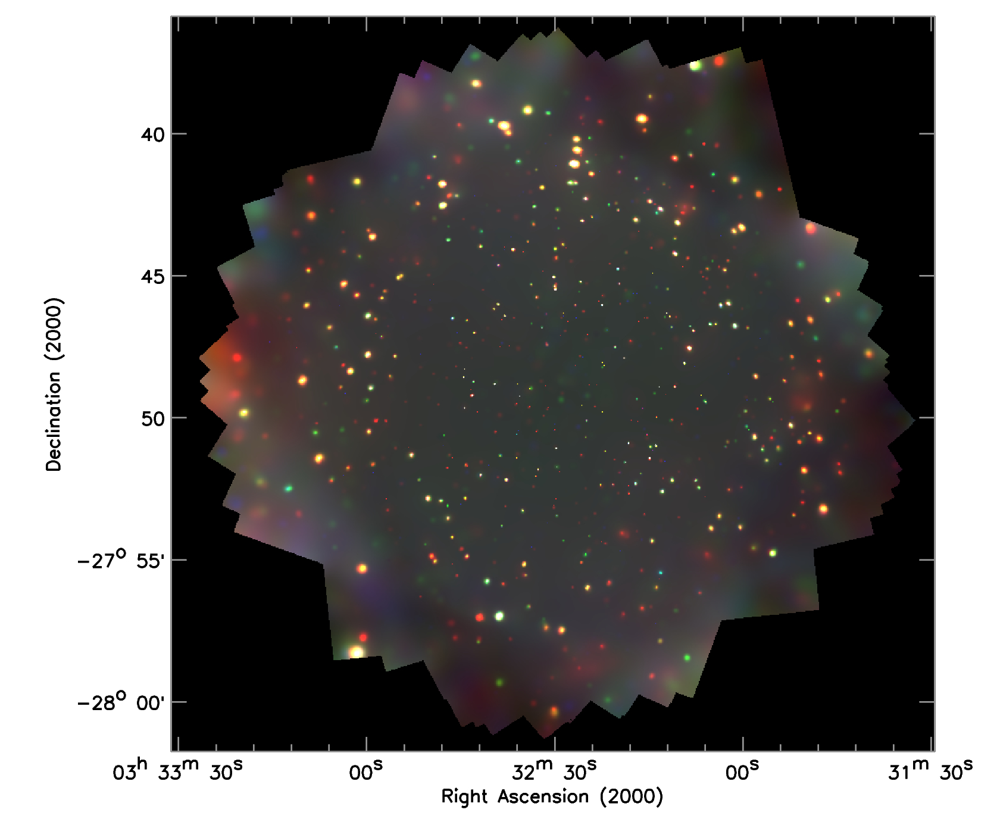 40
45
50
-27° 55'
-28° 00'
Declination (2000)
03h 33m 30s 00s 32m 30s 00s 31m 30s
Right Ascension (2000)